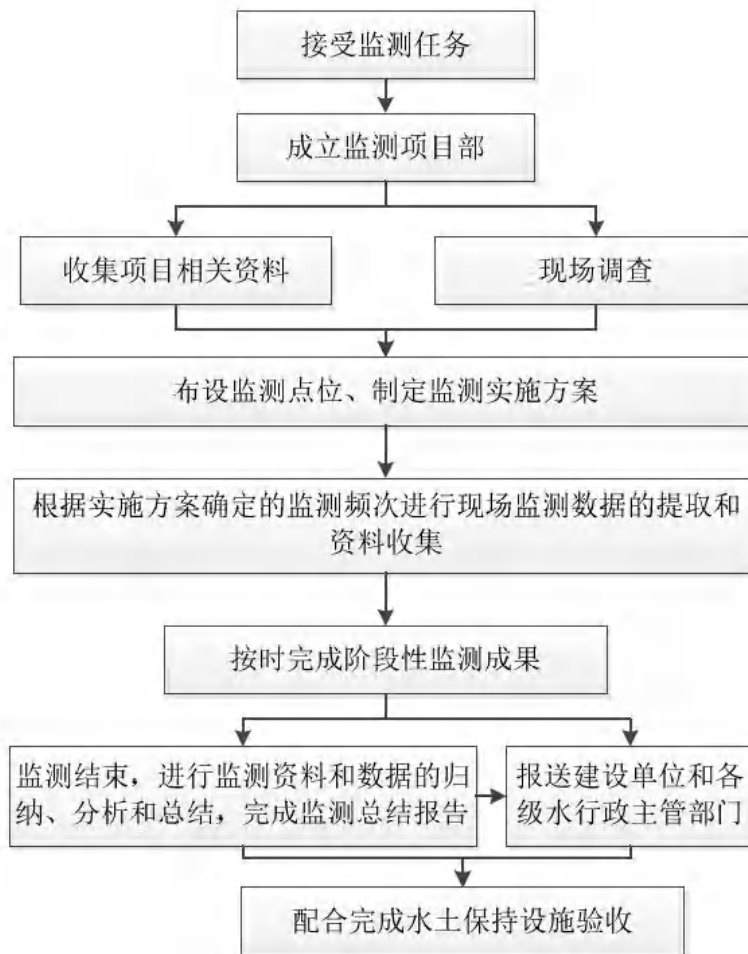 接受监测任务
成立监测项目部
收集项目相关资料
现场调查
布设监测点位、制定监测实施方案
根据实施方案确定的监测频次进行现场监测数据的提取和
资料收集
按时完成阶段性监测成果
监测结束，进行监测资料和数据的归
纳、分析和总结，完成监测总结报告
报送建设单位和各
级水行政主管部门
配合完成水土保持设施验收